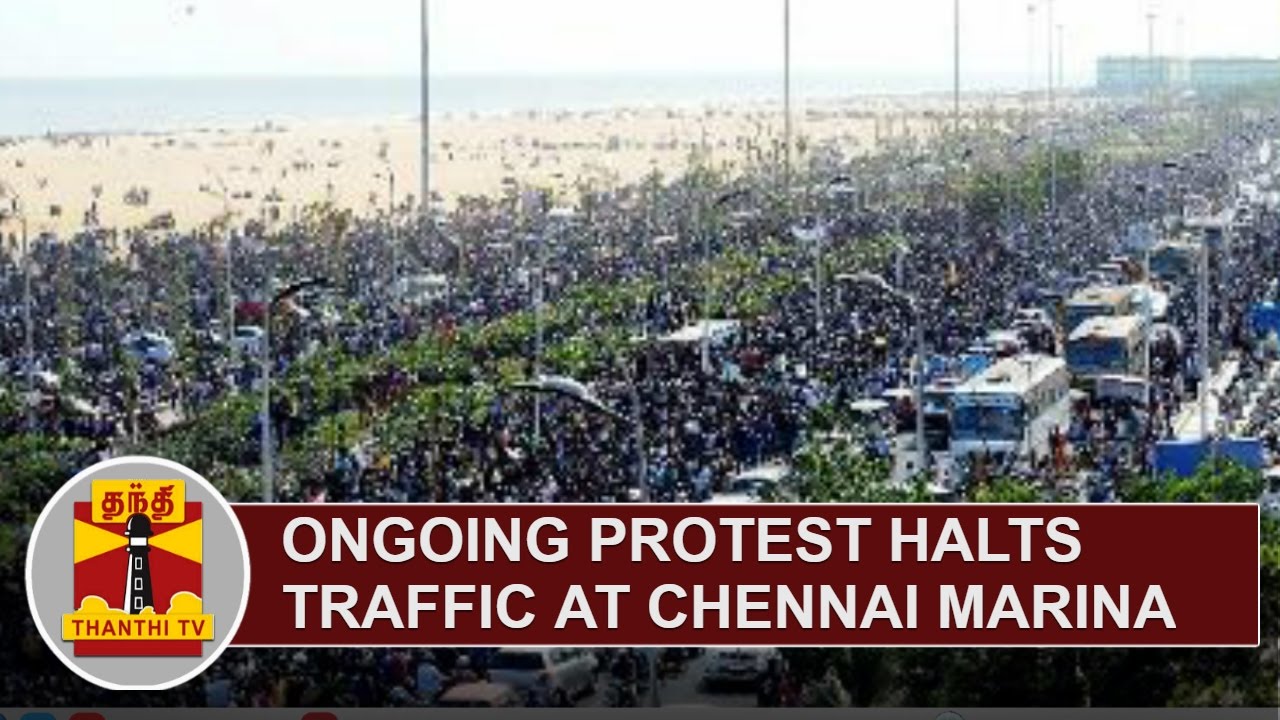 தந்தி
THANTHI TV
ONGOING PROTEST HALTS
TRAFFIC AT CHENNAI MARINA